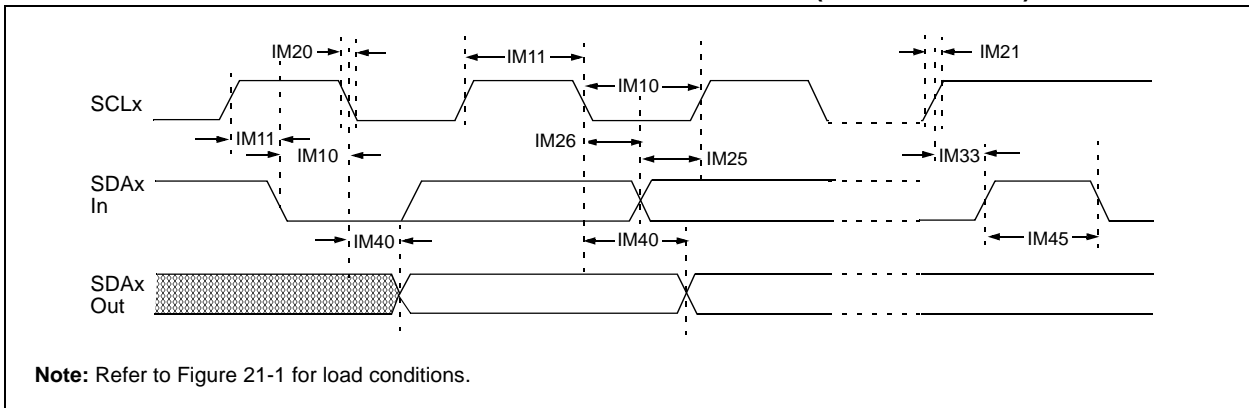 IM20
IM11
IM21
IM10
SCLx
IM11
IM26
IM10
IM25
IM33
SDAx
In
IM40
IM40
IM45
SDAx
Out
Note: Refer to Figure 21-1 for load conditions.